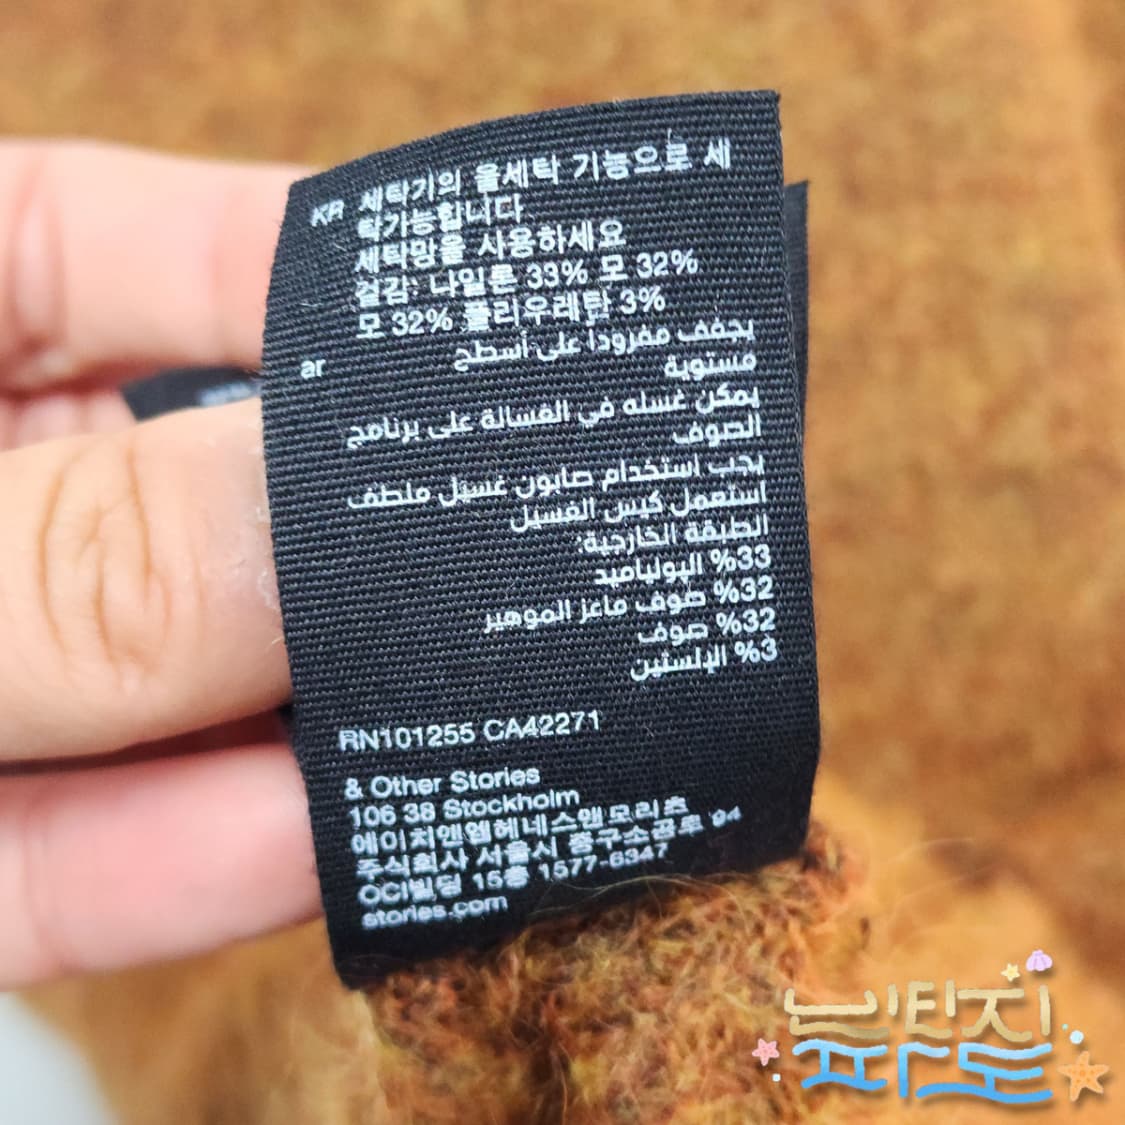 KR 세탁기의 울세탁 기능으로 세
탁가능합니다
세탁망을 사용하세요
겉감: 나일론 33% 모 32%
모 32% 폴리우레탄 3%
ar يجفف مفروداً على أسطح
مستوية
يمكن غسله في الغسالة على برنامج
الصوف
يجب استخدام صابون غسيل ملطف
استعمل كيس الغسيل
الطبقة الخارجية:
33% البولياميد
32% صوف ماعز الموهير
32% صوف
3% الإلستين
RN101255 CA42271
& Other Stories
106 38 Stockholm
에이치앤엠헤네스앤모리츠
주식회사 서울시 중구소공로 94
OCI빌딩 15층 1577-6347
stories.com
빈티지
파도